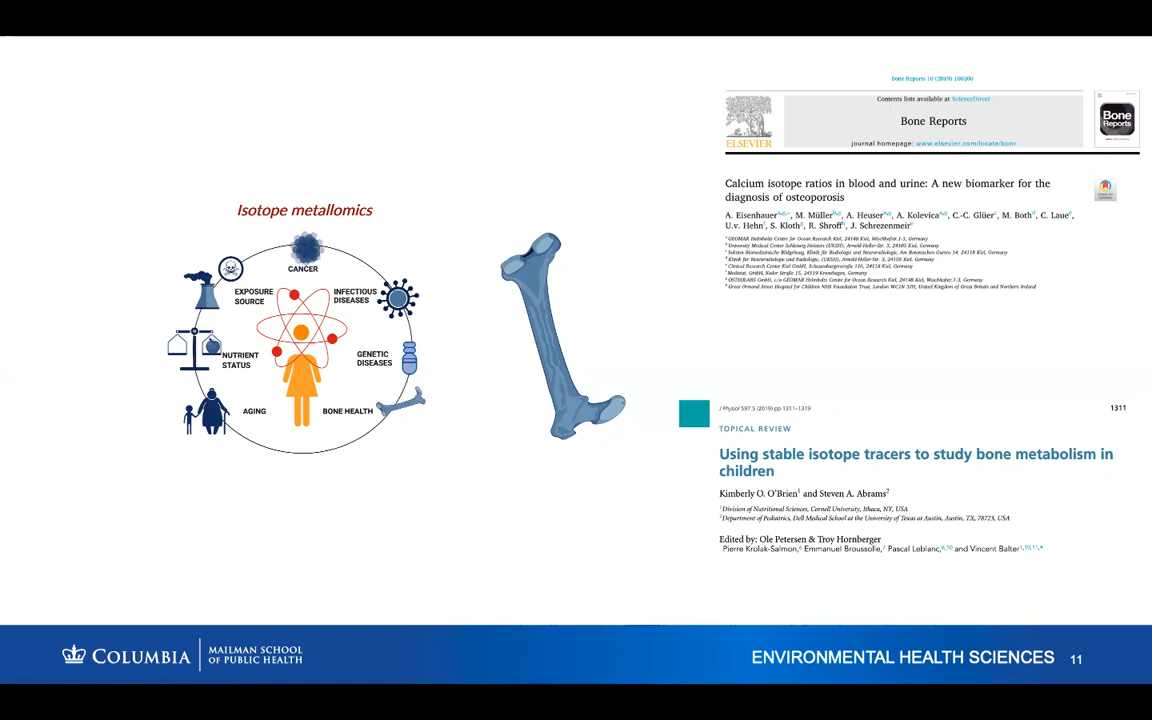 Isotope metallomics
CANCER
EXPOSURE
SOURCE
INFECTIOUS
DISEASES
NUTRIENT
STATUS
GENETIC
DISEASES
AGING
BONE HEALTH
Bone Reports 10 (2019) 100200
Contents lists available at ScienceDirect
Bone Reports
journal homepage: www.elsevier.com/locate/bonr
ELSEVIER
Bone
Reports
Calcium isotope ratios in blood and urine: A new biomarker for the
diagnosis of osteoporosis
A. Eisenhauer, M. Müller, A. Heuser, A. Kolevica, C.-C. Glüer, M. Both, C. Laue,
U.v. Hehn, S. Kloth, R. Shroff, J. Schrezenmeir
J Physiol 597.5 (2019) pp 1311–1319
1311
TOPICAL REVIEW
Using stable isotope tracers to study bone metabolism in
children
Kimberly O. O'Brien1 and Steven A. Abrams2
1Division of Nutritional Sciences, Cornell University, Ithaca, NY, USA
2Department of Pediatrics, Dell Medical School at the University of Texas at Austin, Austin, TX, 78723, USA
Edited by: Ole Petersen & Troy Hornberger
Pierre Krolak-Salmon, Emmanuel Broussolle, Pascal Leblanc, and Vincent Balter
COLUMBIA
MAILMAN SCHOOL
OF PUBLIC HEALTH
ENVIRONMENTAL HEALTH SCIENCES 11